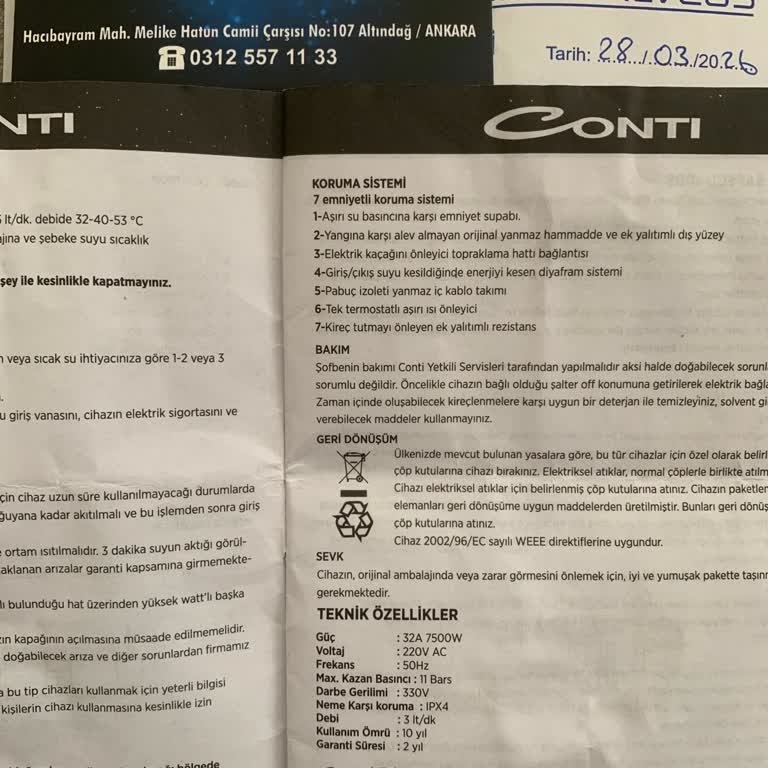 Hacıbayram Mah. Melike Hatun Camii Çarşısı No:107 Altındağ / ANKARA
0312 557 11 33
Tarih: 28/.03/2026
NTI
lt/dk. debide 32-40-53 °C
ve şebeke suyu sıcaklık
şey ile kesinlikle kapatmayınız.
veya sıcak su ihtiyacınıza göre 1-2 veya 3
giriş vanasını, cihazın elektrik sigortasını ve
için cihaz uzun süre kullanılmayacağı durumlarda
kadar akıtılmalı ve bu işlemden sonra giriş
ortam ısıtılmalıdır. 3 dakika suyun aktığı görül-
arızalar garanti kapsamına girmemekte-
bulunduğu hat üzerinden yüksek watt'lı başka
kapağının açılmasına müsaade edilmemelidir.
doğabilecek arıza ve diğer sorunlardan firmamız
bu tip cihazları kullanmak için yeterli bilgisi
kişilerin cihazı kullanmasına kesinlikle izin
CONTI
KORUMA SİSTEMİ
7 emniyetli koruma sistemi
1-Aşırı su basıncına karşı emniyet supabı.
2-Yangına karşı alev almayan orijinal yanmaz hammadde ve ek yalıtımlı dış yüzey
3-Elektrik kaçağını önleyici topraklama hattı bağlantısı
4-Giriş/çıkış suyu kesildiğinde enerjiyi kesen diyafram sistemi
5-Pabuç izoleti yanmaz iç kablo takımı
6-Tek termostatlı aşırı ısı önleyici
7-Kireç tutmayı önleyen ek yalıtımlı rezistans
BAKIM
Şofbenin bakımı Conti Yetkili Servisleri tarafından yapılmalıdır aksi halde doğabilecek sorunl
sorumlu değildir. Öncelikle cihazın bağlı olduğu şalter off konumuna getirilerek elektrik bağla
Zaman içinde oluşabilecek kireçlenmelere karşı uygun bir deterjan ile temizleyiniz, solvent gi
verebilecek maddeler kullanmayınız.
GERİ DÖNÜŞÜM
Ülkenizde mevcut bulunan yasalara göre, bu tür cihazlar için özel olarak belirl
çöp kutularına cihazı bırakınız. Elektiriksel atıklar, normal çöplerle birlikte atılm
Cihazı elektiriksel atıklar için belirlenmiş çöp kutularına atınız. Cihazın paketlem
elemanları geri dönüşüme uygun maddelerden üretilmiştir. Bunları geri dönüş
çöp kutularına atınız.
Cihaz 2002/96/EC sayılı WEEE direktiflerine uygundur.
SEVK
Cihazın, orijinal ambalajında veya zarar görmesini önlemek için, iyi ve yumuşak pakette taşın
gerekmektedir.
TEKNİK ÖZELLİKLER
Güç : 32A 7500W
Voltaj : 220V AC
Frekans : 50Hz
Max. Kazan Basıncı : 11 Bars
Darbe Gerilimi : 330V
Neme Karşı koruma : IPX4
Debi : 3 lt/dk
Kullanım Ömrü : 10 yıl
Garanti Süresi : 2 yıl